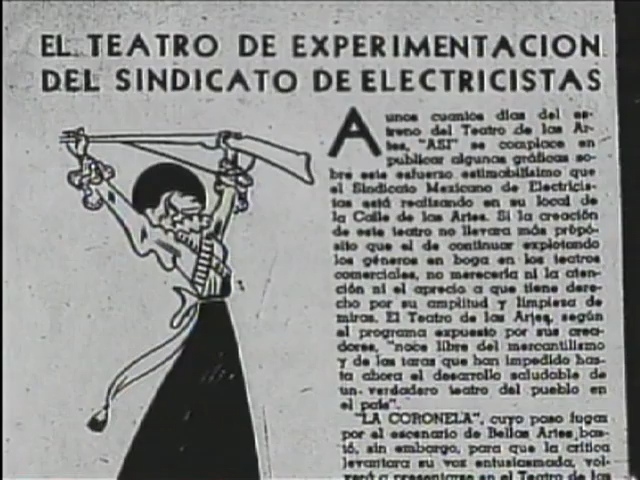 EL TEATRO DE EXPERIMENTACION
DEL SINDICATO DE ELECTRICISTAS
A unos cuantos días del es-
treno del Teatro de las Ar-
tes, "ASI" se complace en
publicar algunas gráficas so-
bre este esfuerzo estimabilísimo que
el Sindicato Mexicano de Electricis-
tas está realizando en su local de
la Calle de las Artes. Si la creación
de este teatro no llevara más propó-
sito que el de continuar explotando
los géneros en boga en los teatros
comerciales, no merecería ni la aten-
ción ni el aprecio a que tiene dere-
cho por su amplitud y limpieza de
miras. El Teatro de las Artes, según
el programa expuesto por sus crea-
dores, "nace libre del mercantilismo
y de las taras que han impedido has-
ta ahora el desarrollo saludable de
un verdadero teatro del pueblo en
el país".
"LA CORONELA", cuyo paso fugaz
por el escenario de Bellas Artes bas-
tó, sin embargo, para que la crítica
levantara su voz entusiasmada, vol-
verá a presentarse en el Teatro de las